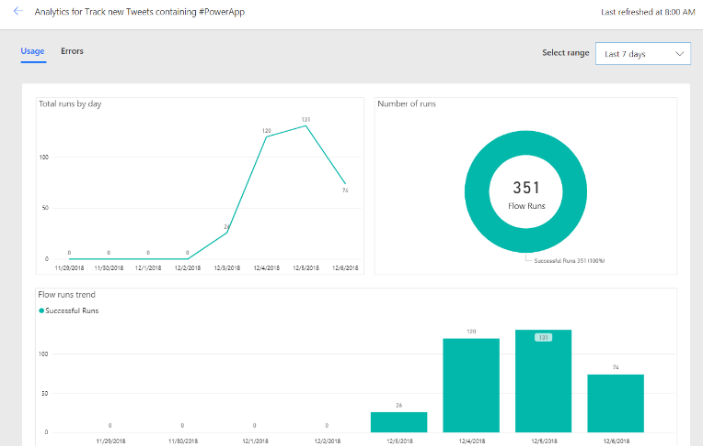 Analytics for Track new Tweets containing #PowerApp
Last refreshed at 8:00 AM
Usage
Errors
Select range
Last 7 days
Total runs by day
131
120
100
50
26
74
0
0 0 0 0
11/29/2018 11/30/2018 12/1/2018 12/2/2018 12/3/2018 12/4/2018 12/5/2018 12/6/2018
Number of runs
351
Flow Runs
Successful Runs 351 (100%)
Flow runs trend
Successful Runs
120
131
100
74
50
26
0
0 0 0 0
11/29/2018 11/30/2018 12/1/2018 12/2/2018 12/3/2018 12/4/2018 12/5/2018 12/6/2018